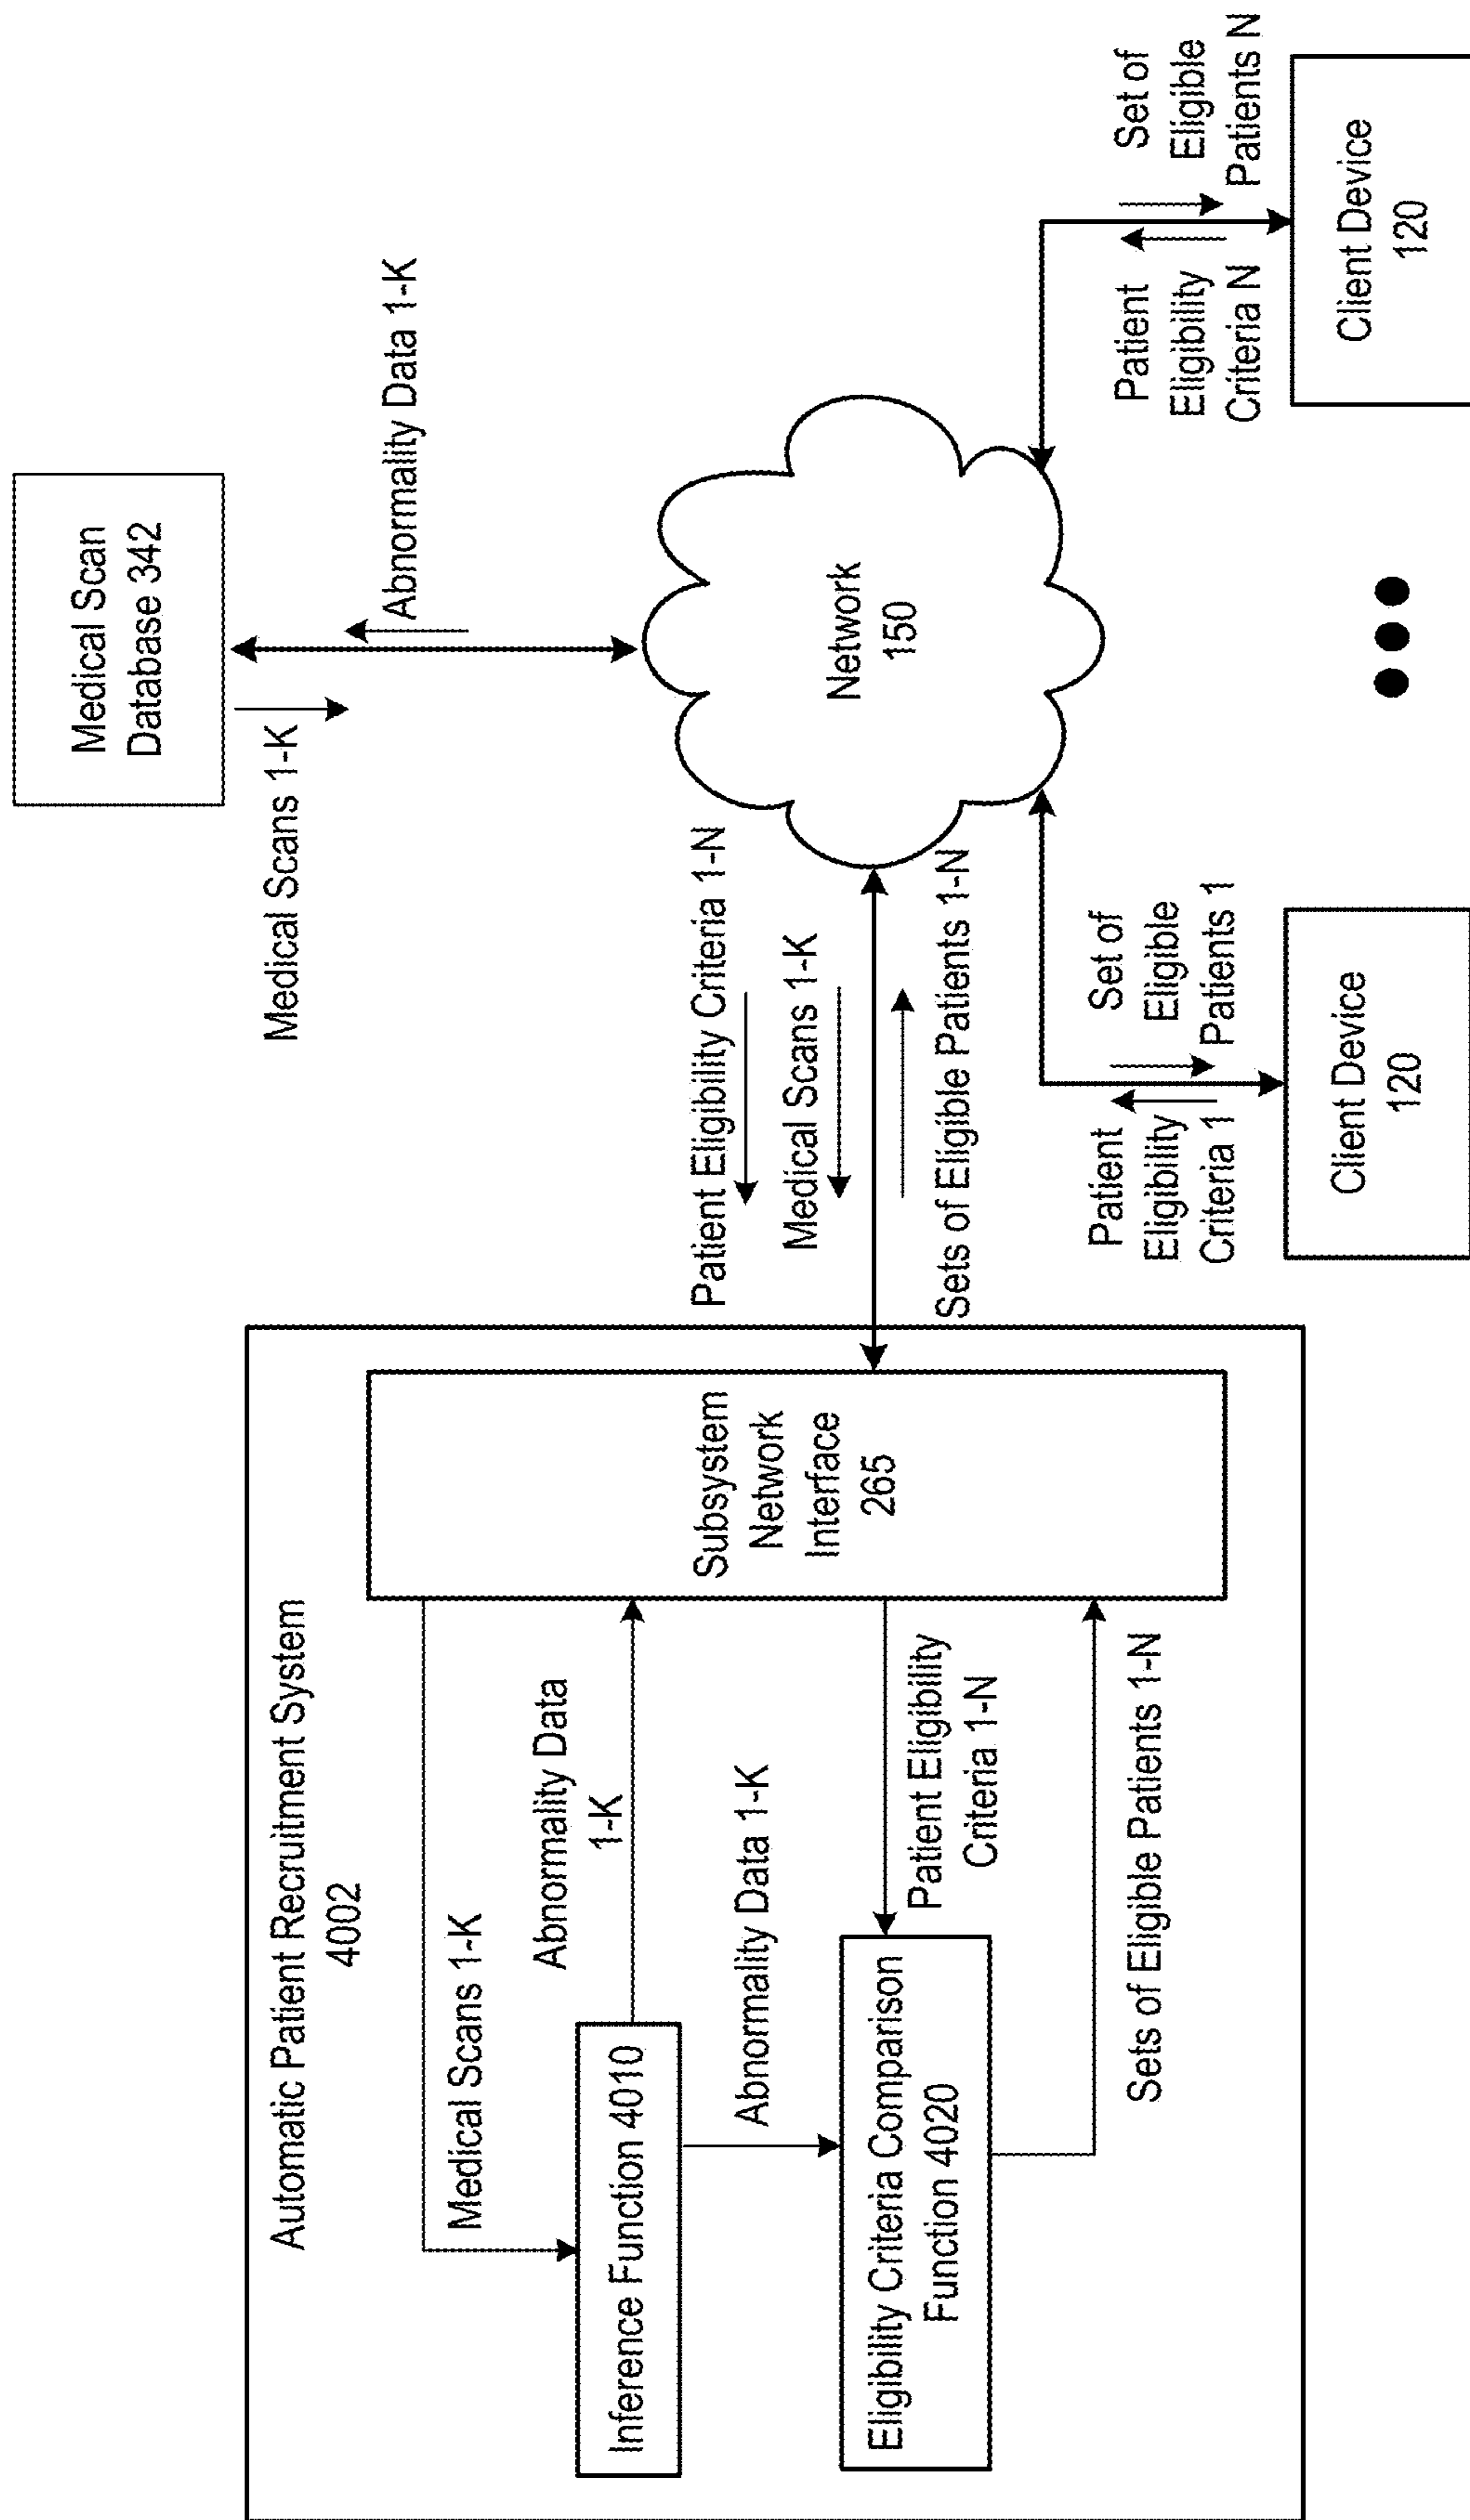 Automatic Patient Recruitment System
4002
Medical Scans 1-K
Inference Function 4010
Abnormality Data
1-K
Abnormality Data 1-K
Eligibility Criteria Comparison
Function 4020
Patient Eligibility
Criteria 1-N
Sets of Eligible Patients 1-N
Subsystem
Network
Interface
265
Patient Eligibility Criteria 1-N
Medical Scans 1-K
Sets of Eligible Patients 1-N
Medical Scan
Database 342
Medical Scans 1-K
Abnormality Data 1-K
Network
150
Patient
Eligibility
Criteria 1
Set of
Eligible
Patients 1
Client Device
120
Patient
Eligibility
Criteria N
Set of
Eligible
Patients N
Client Device
120